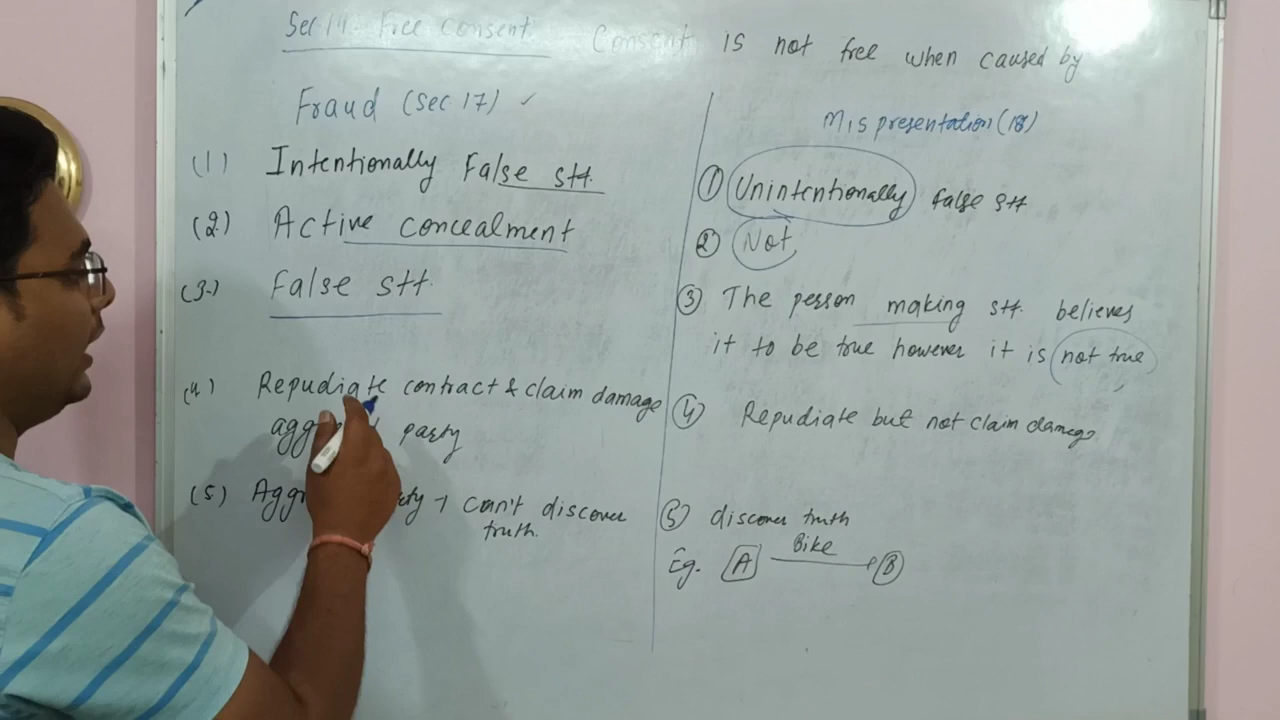 Sec 14 Free Consent. Consent is not free when caused by
Fraud (Sec 17) ✓
(1) Intentionally False stt.
(2) Active concealment
(3) False stt.
(4) Repudiate contract & claim damage
party
(5) can't discover
truth.
Mispresentation (18)
① Unintentionally false stt
② Not
③ The person making stt. believes
it to be true however it is not true
④ Repudiate but not claim damage
⑤ discover truth
Eg. A Bike B